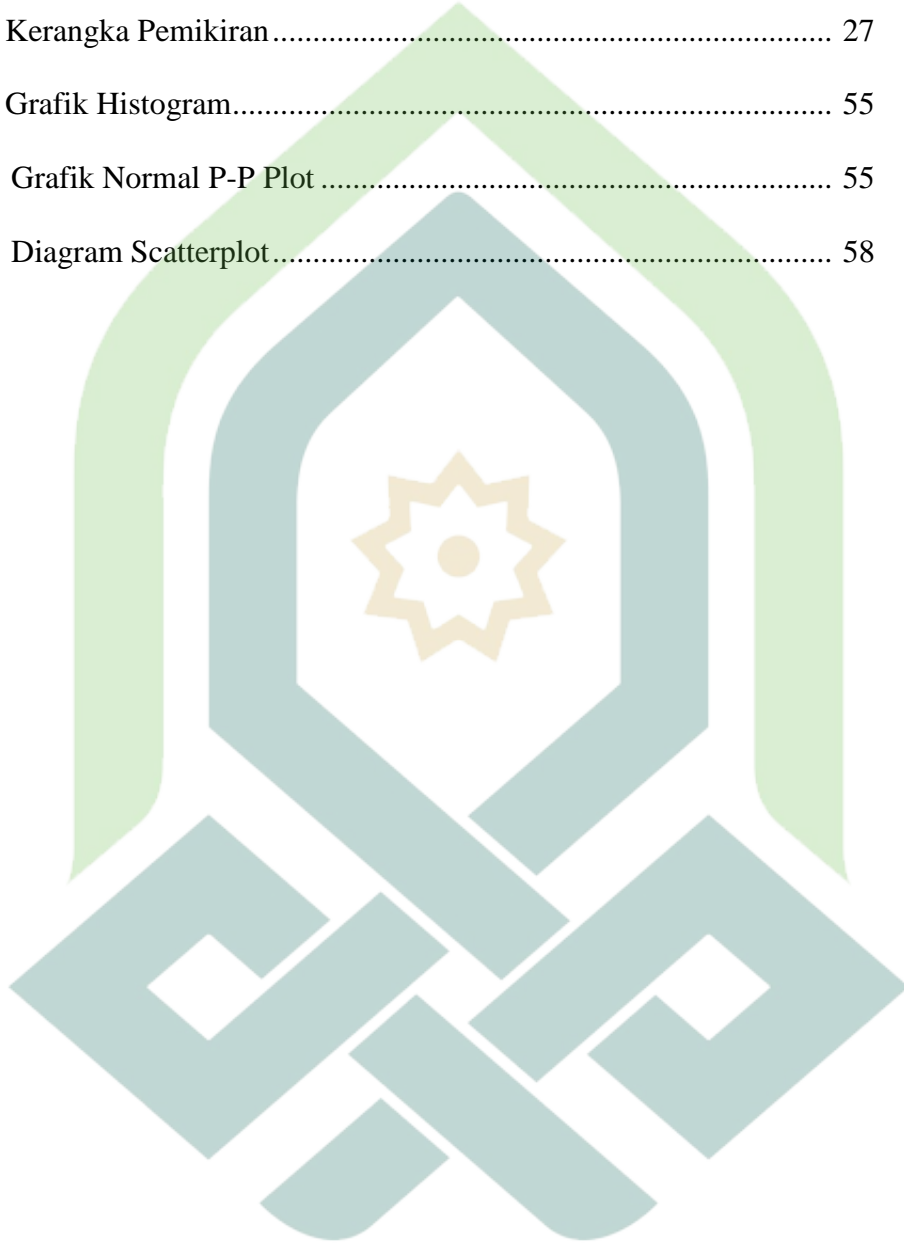 Kerangka Pemikiran........................................................................ 27
Grafik Histogram............................................................................. 55
Grafik Normal P-P Plot .................................................................. 55
Diagram Scatterplot........................................................................ 58